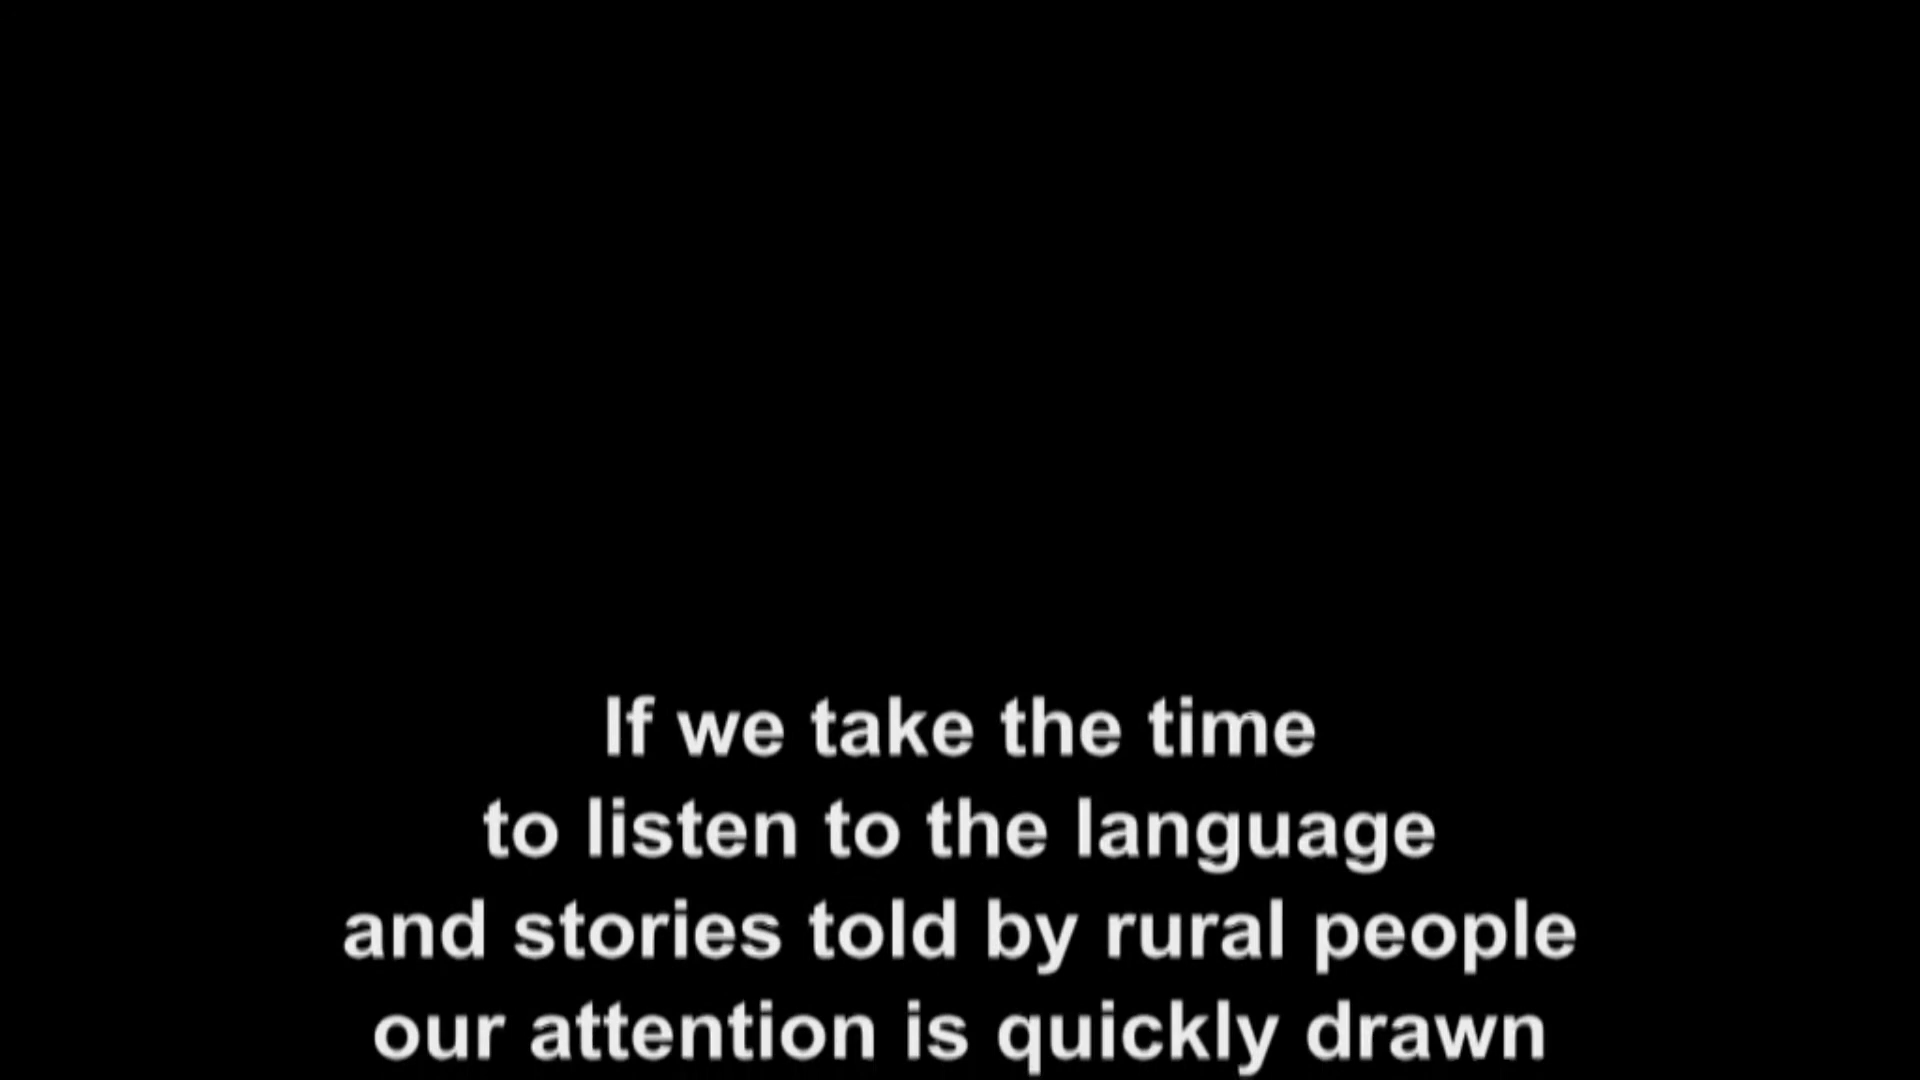 If we take the time
to listen to the language
and stories told by rural people
our attention is quickly drawn